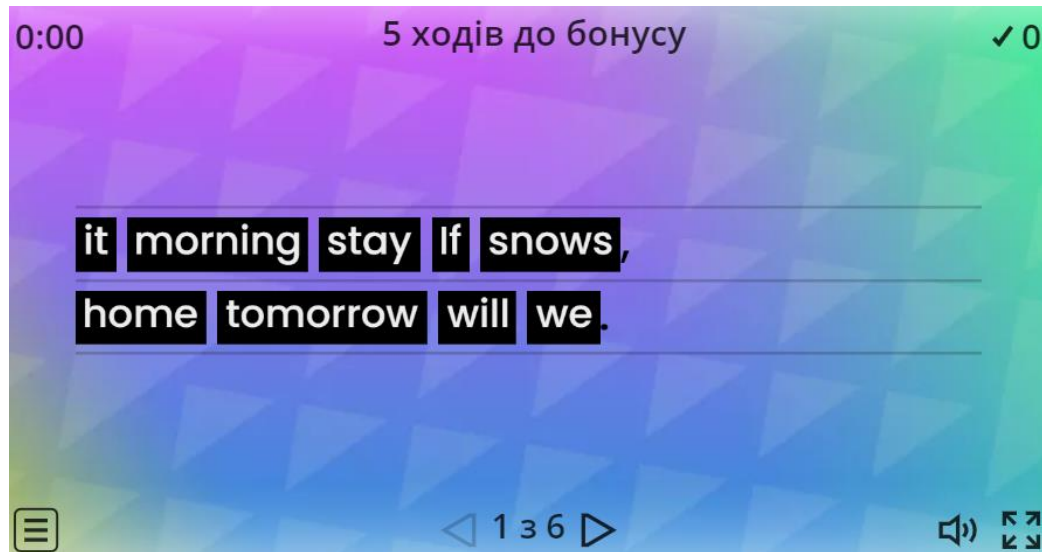 0:00 5 ходів до бонусу ✓ 0
it morning stay If snows,
home tomorrow will we.
1 з 6